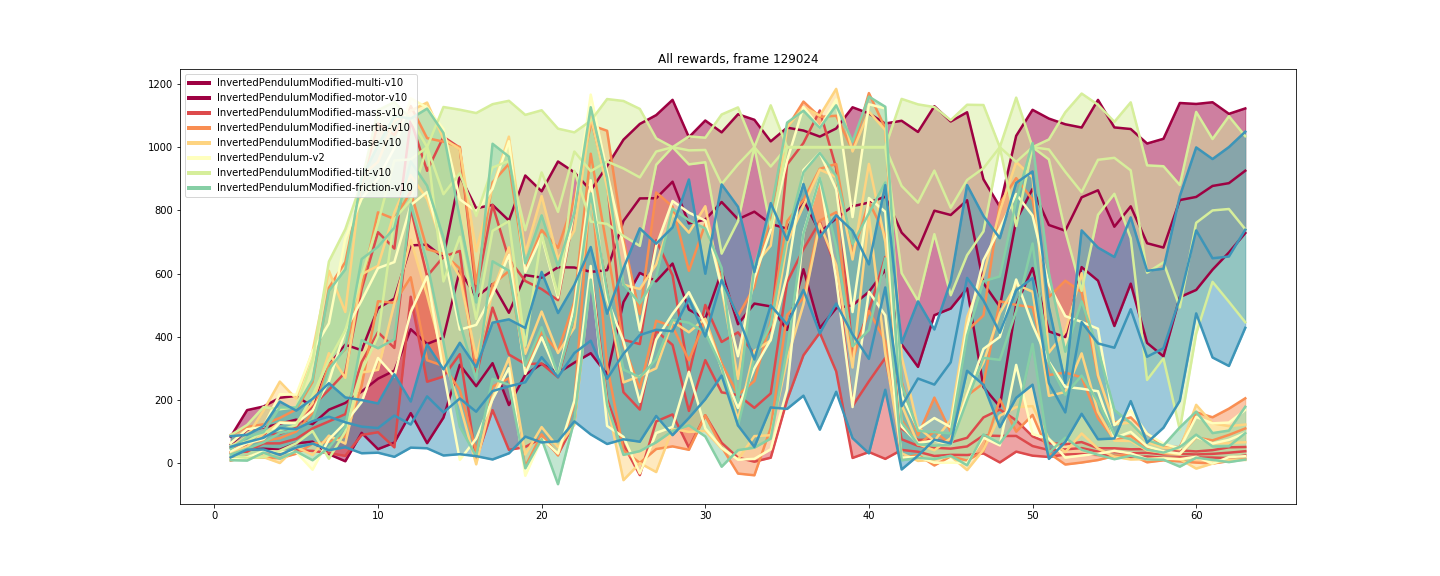 All rewards, frame 129024
InvertedPendulumModified-multi-v10
InvertedPendulumModified-motor-v10
InvertedPendulumModified-mass-v10
InvertedPendulumModified-inertia-v10
InvertedPendulumModified-base-v10
InvertedPendulum-v2
InvertedPendulumModified-tilt-v10
InvertedPendulumModified-friction-v10
1200
1000
800
600
400
200
0
0 10 20 30 40 50 60